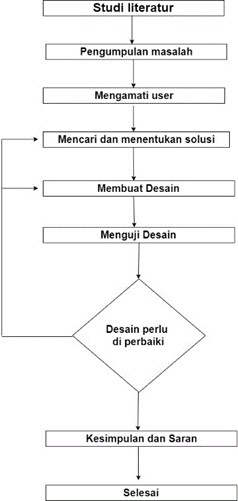 Studi literatur
Pengumpulan masalah
Mengamati user
Mencari dan menentukan solusi
Membuat Desain
Menguji Desain
Desain perlu
di perbaiki
Kesimpulan dan Saran
Selesai